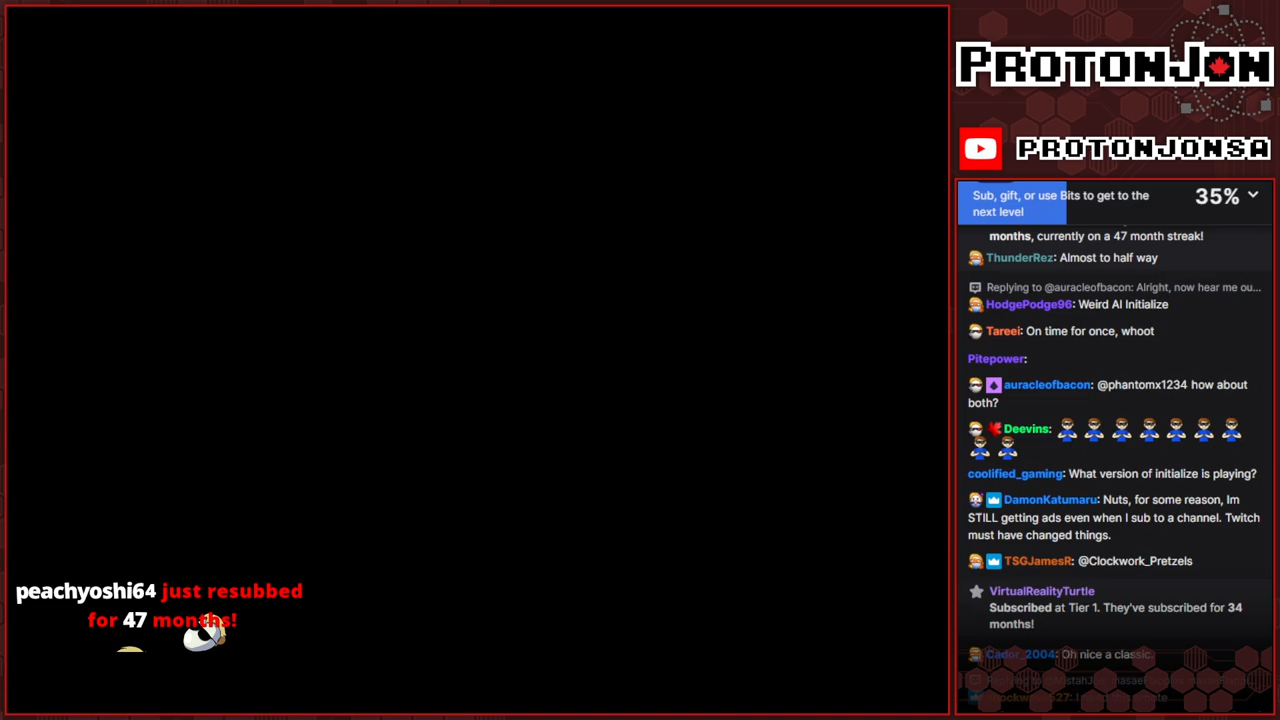 PROTONJON
PROTONJONSA
Sub, gift, or use Bits to get to the
next level
35%
months, currently on a 47 month streak!
ThunderRez: Almost to half way
Replying to @auracleofbacon: Alright, now hear me ou...
HodgePodge96: Weird AI Initialize
Tareei: On time for once, whoot
Pitepower:
auracleofbacon: @phantomx1234 how about
both?
Deevins:
coolified_gaming: What version of initialize is playing?
DamonKatumaru: Nuts, for some reason, Im
STILL getting ads even when I sub to a channel. Twitch
must have changed things.
TSGJamesR: @Clockwork_Pretzels
VirtualRealityTurtle
Subscribed at Tier 1. They've subscribed for 34
months!
Cador_2004: Oh nice a classic.
Replying to
peachyoshi64 just resubbed
for 47 months!